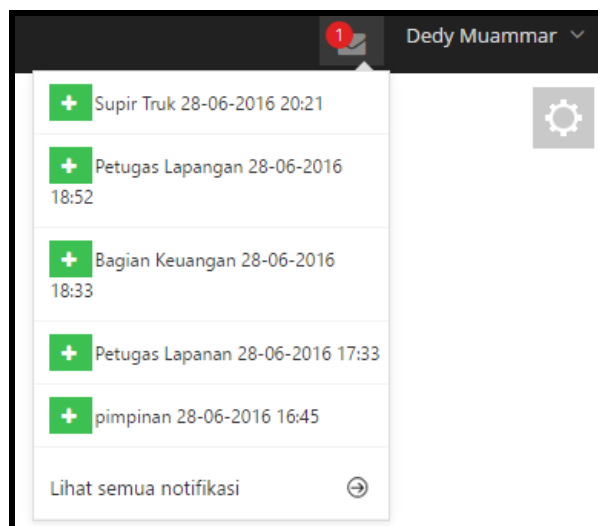 1
Dedy Muammar
Supir Truk 28-06-2016 20:21
Petugas Lapangan 28-06-2016
18:52
Bagian Keuangan 28-06-2016
18:33
Petugas Lapanan 28-06-2016 17:33
pimpinan 28-06-2016 16:45
Lihat semua notifikasi